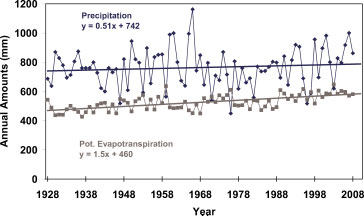 Precipitation
y = 0.51x + 742
Annual Amounts (mm)
1400
1200
1000
800
600
400
200
0
Pot. Evapotranspiration
y = 1.5x + 460
1928 1938 1948 1958 1968 1978 1988 1998 2008
Year